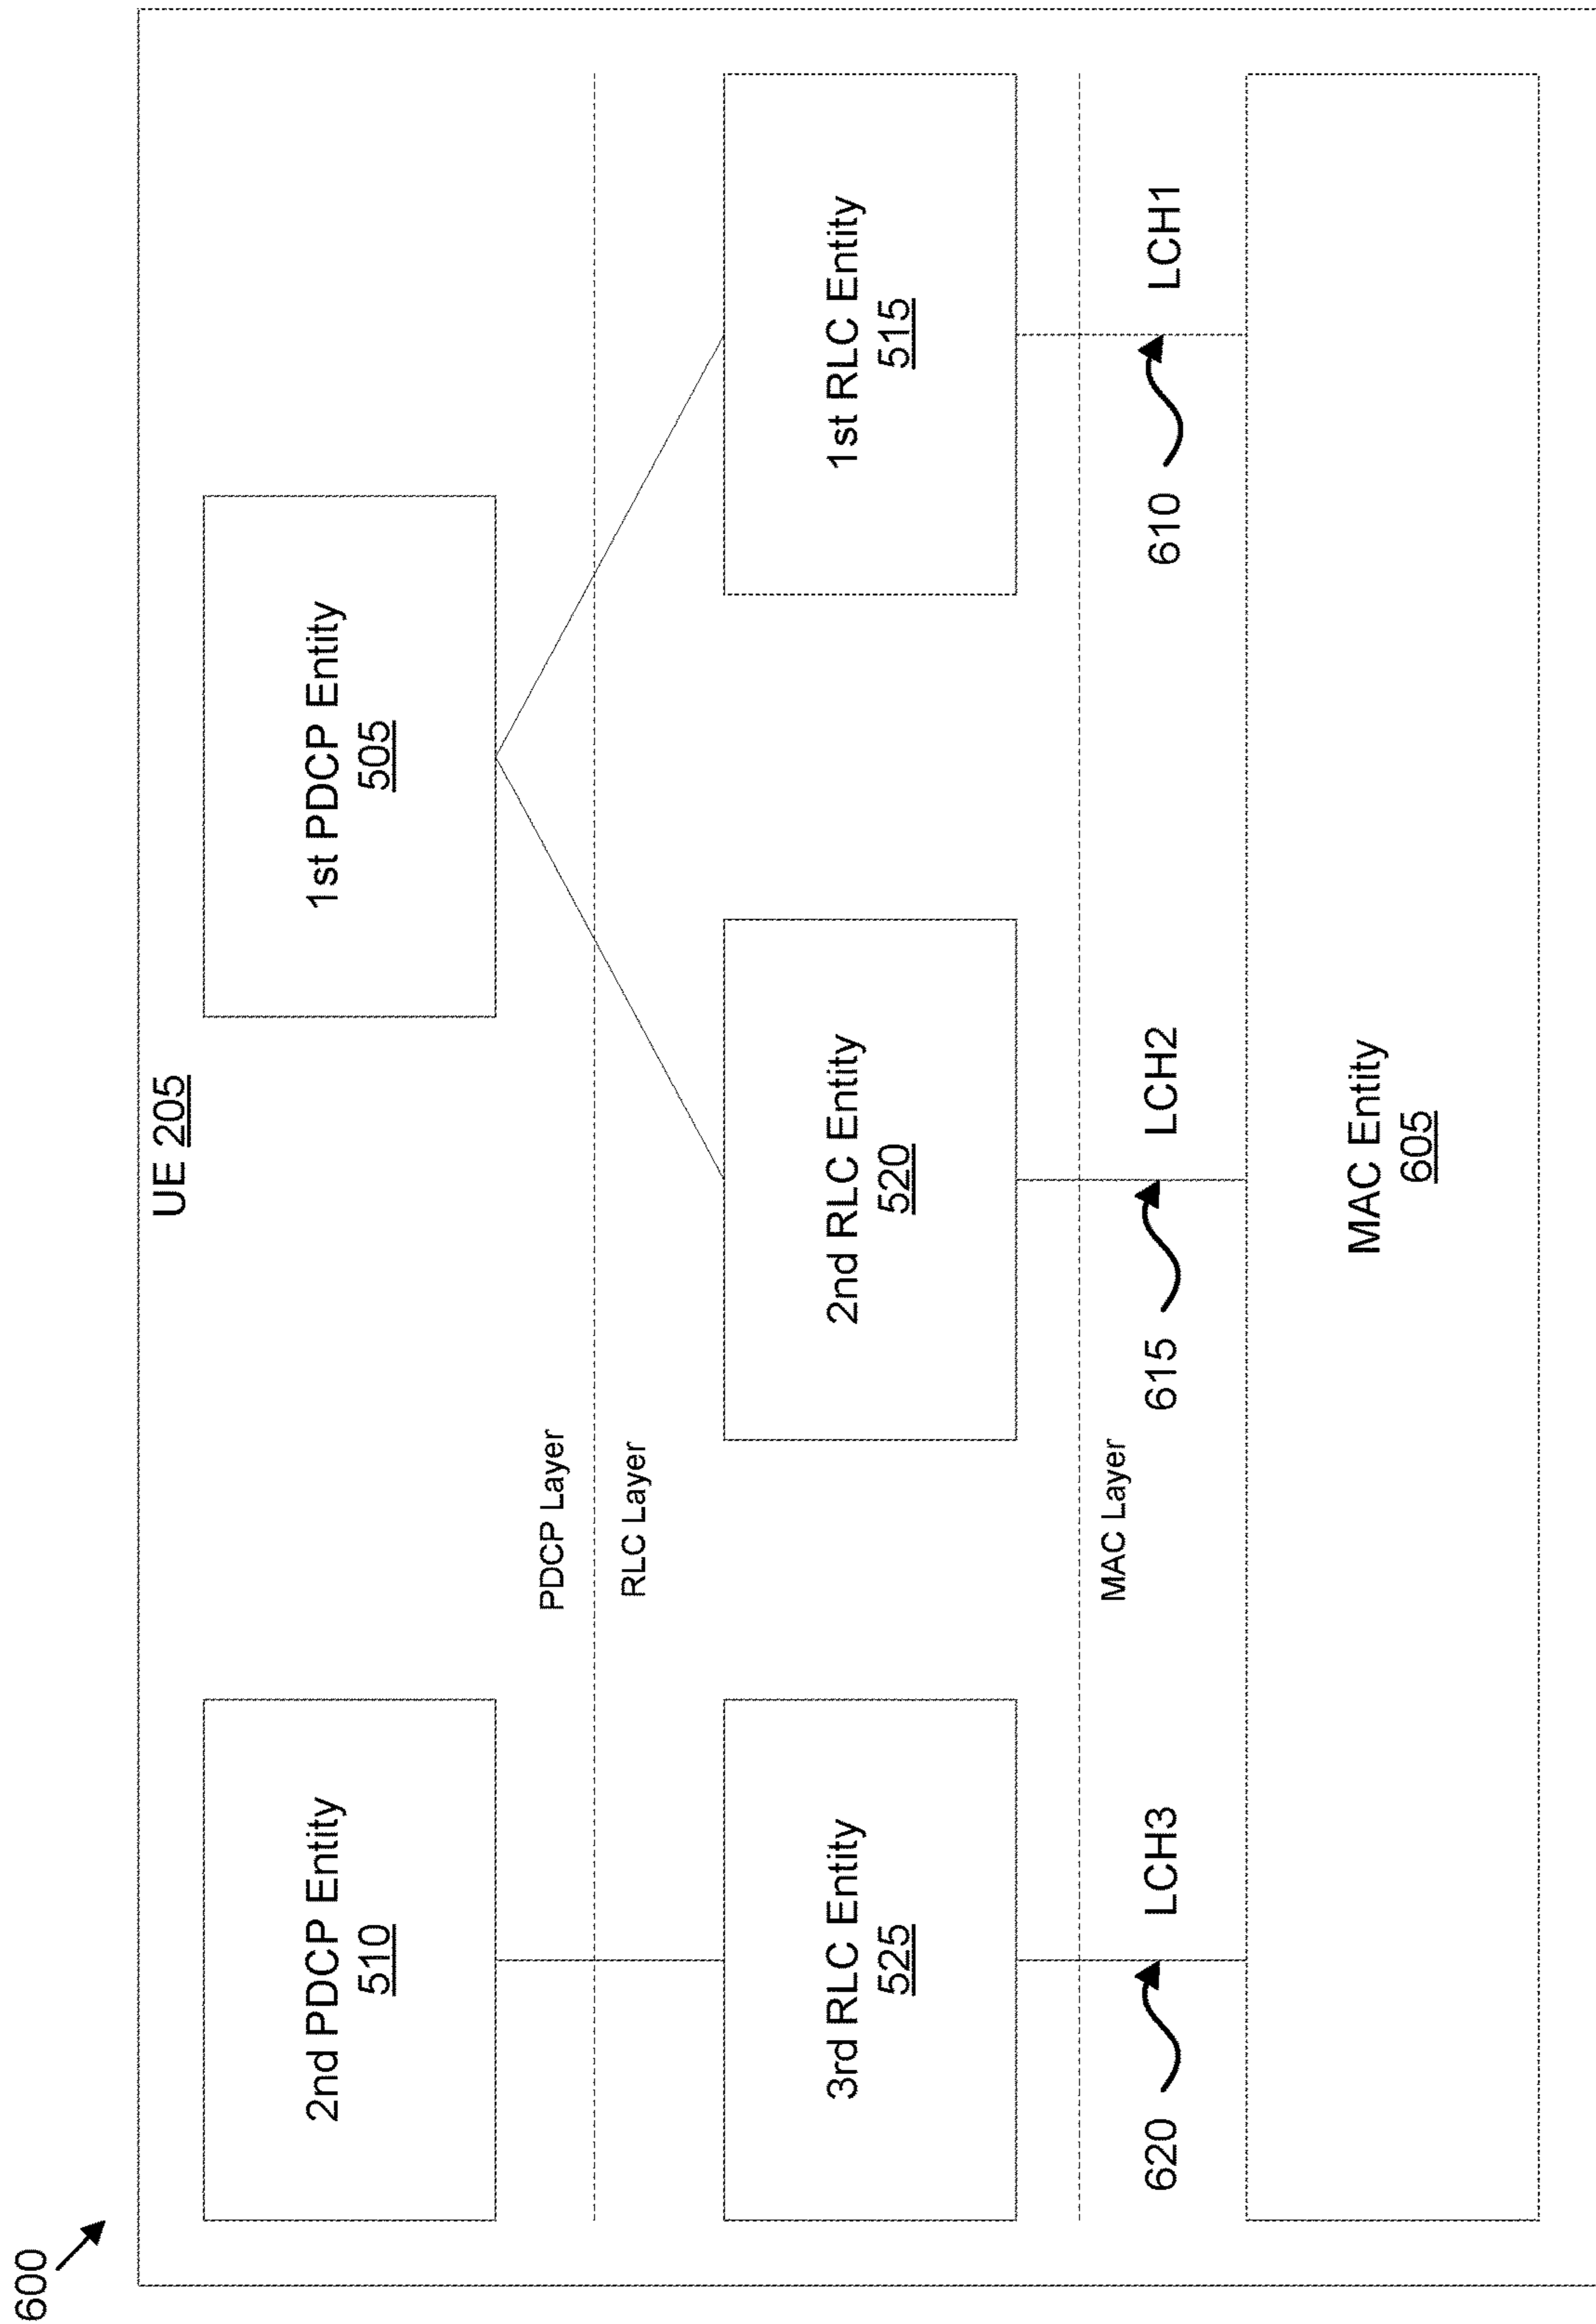 600
UE 205
2nd PDCP Entity
510
1st PDCP Entity
505
PDCP Layer
RLC Layer
3rd RLC Entity
525
2nd RLC Entity
520
1st RLC Entity
515
MAC Layer
620
LCH3
615
LCH2
610
LCH1
MAC Entity
605